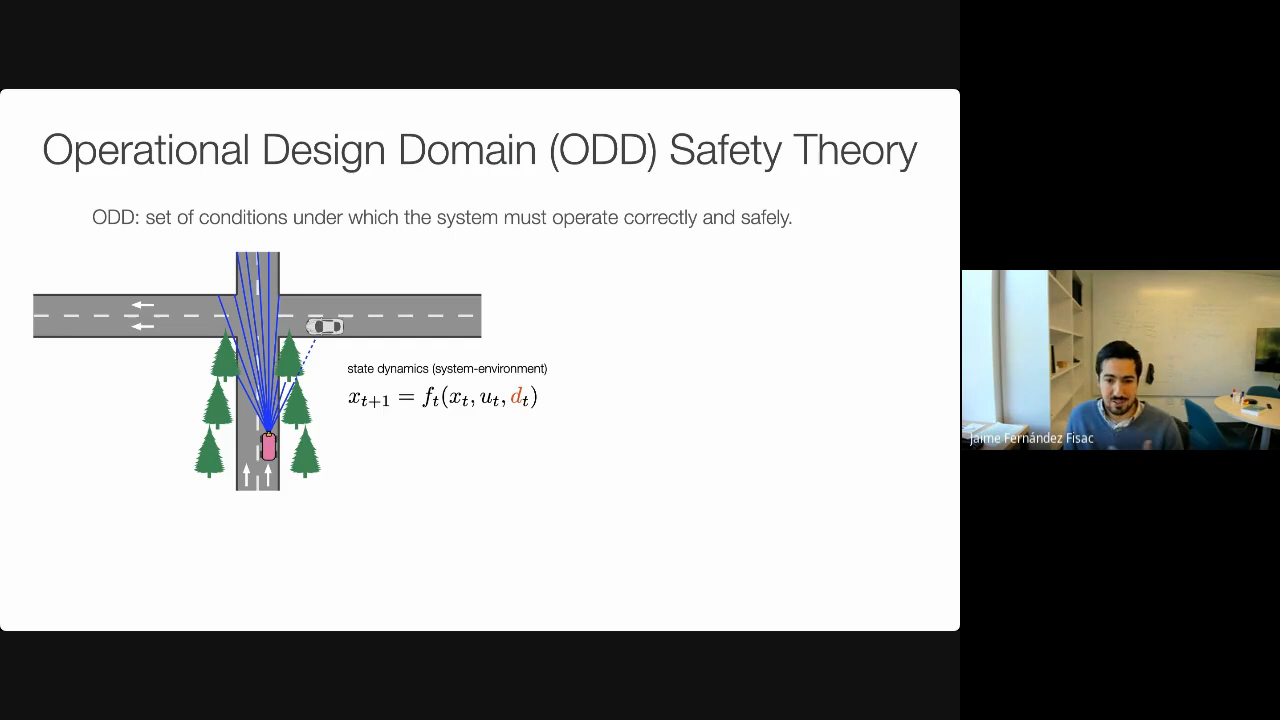 Operational Design Domain (ODD) Safety Theory
ODD: set of conditions under which the system must operate correctly and safely.
state dynamics (system-environment)
x_{t+1} = f_t(x_t, u_t, d_t)
Jaime Fernández Fisac